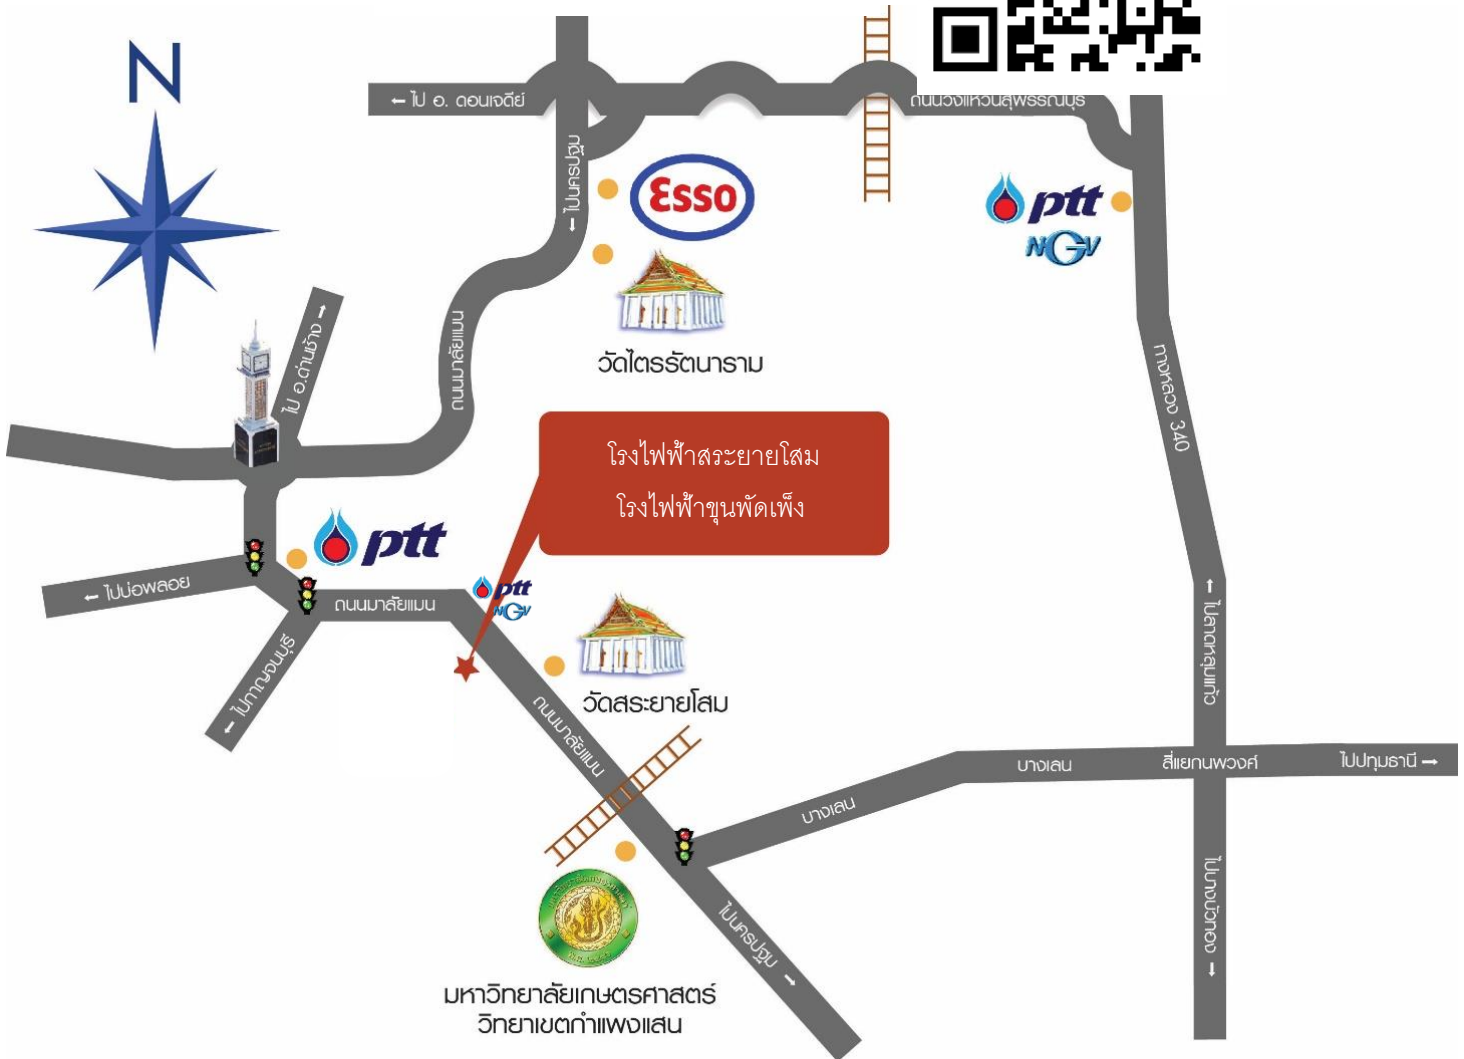 N
← ไป อ. ดอนเจดีย์
ถนนวงแหวนสุพรรณบุรี
← ไปนครปฐม
Esso
ptt
NGV
วัดไตรรัตนาราม
ไป อ.ด่านช้าง →
ถนนมาลัยแมน
ทางหลวง 340
โรงไฟฟ้าสระยายโสม
โรงไฟฟ้าขุนพัดเพ็ง
ptt
← ไปบ่อพลอย
ถนนมาลัยแมน
ptt
NGV
← ไปกาญจนบุรี
วัดสระยายโสม
ถนนมาลัยแมน
← ไปลาดหลุมแก้ว
บางเลน
สี่แยกนพวงศ์
ไปปทุมธานี →
บางเลน
ไปบางบัวทอง →
ไปนครปฐม →
มหาวิทยาลัยเกษตรศาสตร์
วิทยาเขตกำแพงแสน